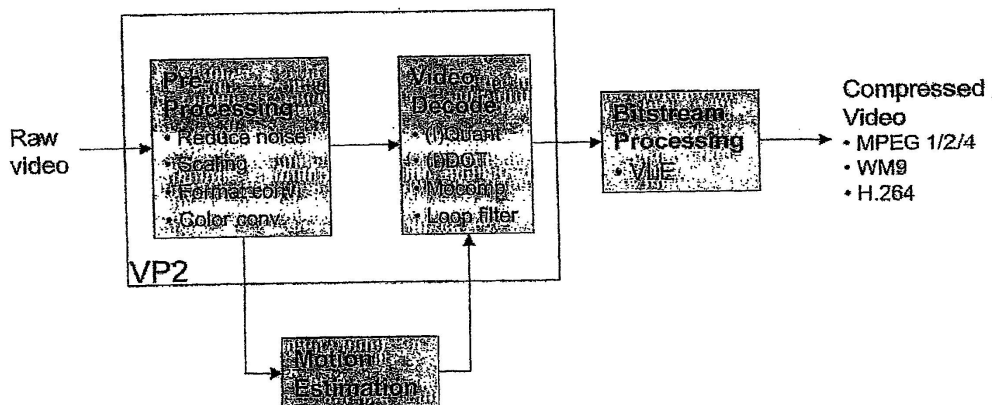 Raw
video
Pre-
Processing
• Reduce noise
• Scaling
• Format conv.
• Color conv.
VP2
Video
Decode
• (I)Quant
• (I)DCT
• Mocomp
• Loop filter
Motion
Estimation
Bitstream
Processing
• VLE
Compressed
Video
• MPEG 1/2/4
• WM9
• H.264